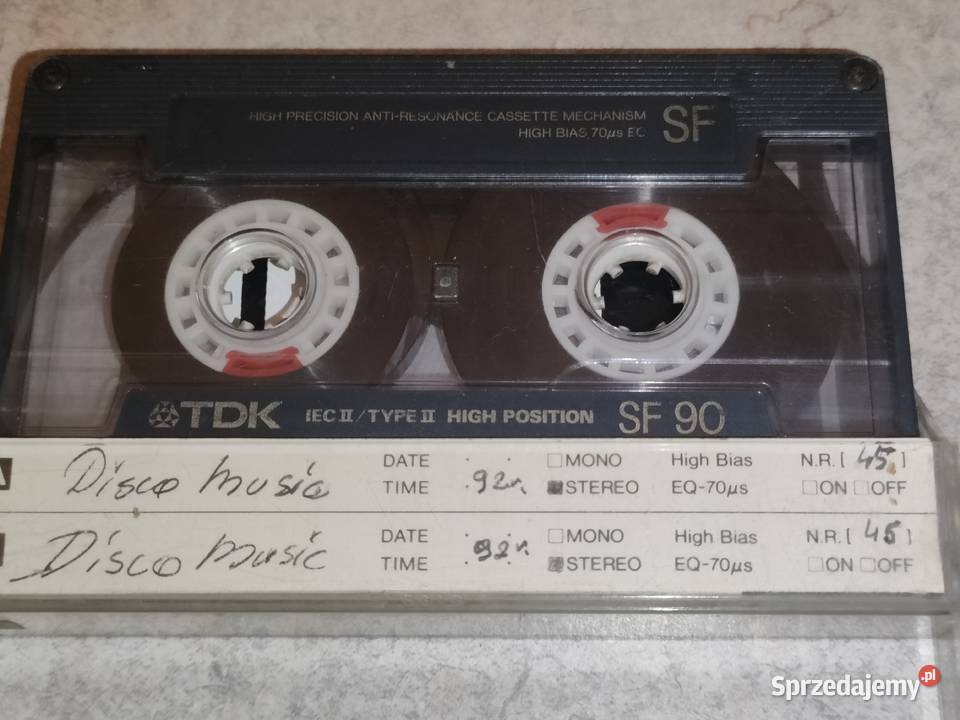 HIGH PRECISION ANTI-RESONANCE CASSETTE MECHANISM
HIGH BIAS 70μs EC
SF
TDK IEC II/TYPE II HIGH POSITION SF 90
A Disco Music DATE . . MONO High Bias N.R.[ 45 ]
TIME 92r. STEREO EQ-70μs ON OFF
Disco Music DATE . . MONO High Bias N.R.[ 45 ]
TIME 92r. STEREO EQ-70μs ON OFF
Sprzedajemy.pl